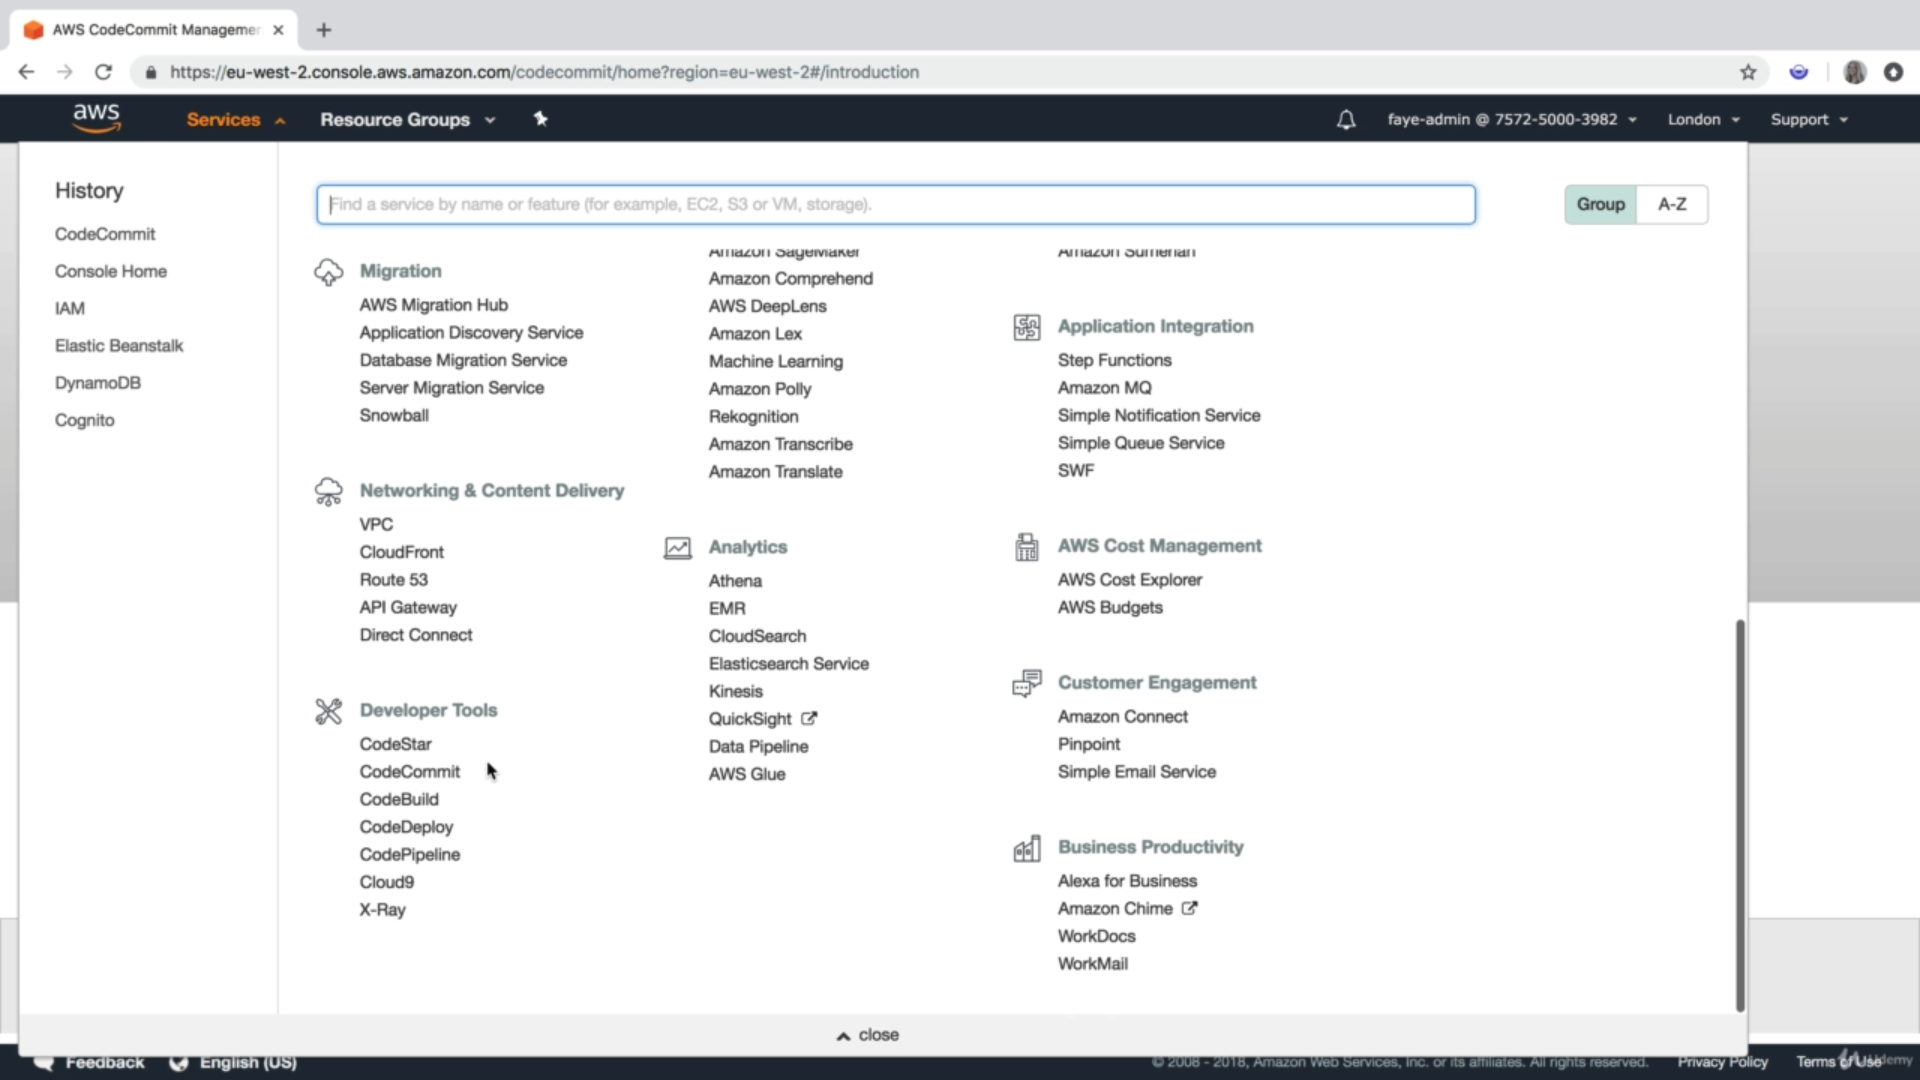 AWS CodeCommit Managemen
https://eu-west-2.console.aws.amazon.com/codecommit/home?region=eu-west-2#/introduction
aws
Services
Resource Groups
faye-admin @ 7572-5000-3982
London
Support
History
CodeCommit
Console Home
IAM
Elastic Beanstalk
DynamoDB
Cognito
Find a service by name or feature (for example, EC2, S3 or VM, storage).
Group
A-Z
Migration
AWS Migration Hub
Application Discovery Service
Database Migration Service
Server Migration Service
Snowball
Networking & Content Delivery
VPC
CloudFront
Route 53
API Gateway
Direct Connect
Developer Tools
CodeStar
CodeCommit
CodeBuild
CodeDeploy
CodePipeline
Cloud9
X-Ray
Amazon SageMaker
Amazon Comprehend
AWS DeepLens
Amazon Lex
Machine Learning
Amazon Polly
Rekognition
Amazon Transcribe
Amazon Translate
Analytics
Athena
EMR
CloudSearch
Elasticsearch Service
Kinesis
QuickSight
Data Pipeline
AWS Glue
Amazon Sumerian
Application Integration
Step Functions
Amazon MQ
Simple Notification Service
Simple Queue Service
SWF
AWS Cost Management
AWS Cost Explorer
AWS Budgets
Customer Engagement
Amazon Connect
Pinpoint
Simple Email Service
Business Productivity
Alexa for Business
Amazon Chime
WorkDocs
WorkMail
close
Feedback
English (US)
© 2008 - 2018, Amazon Web Services, Inc. or its affiliates. All rights reserved.
Privacy Policy
Terms of Use